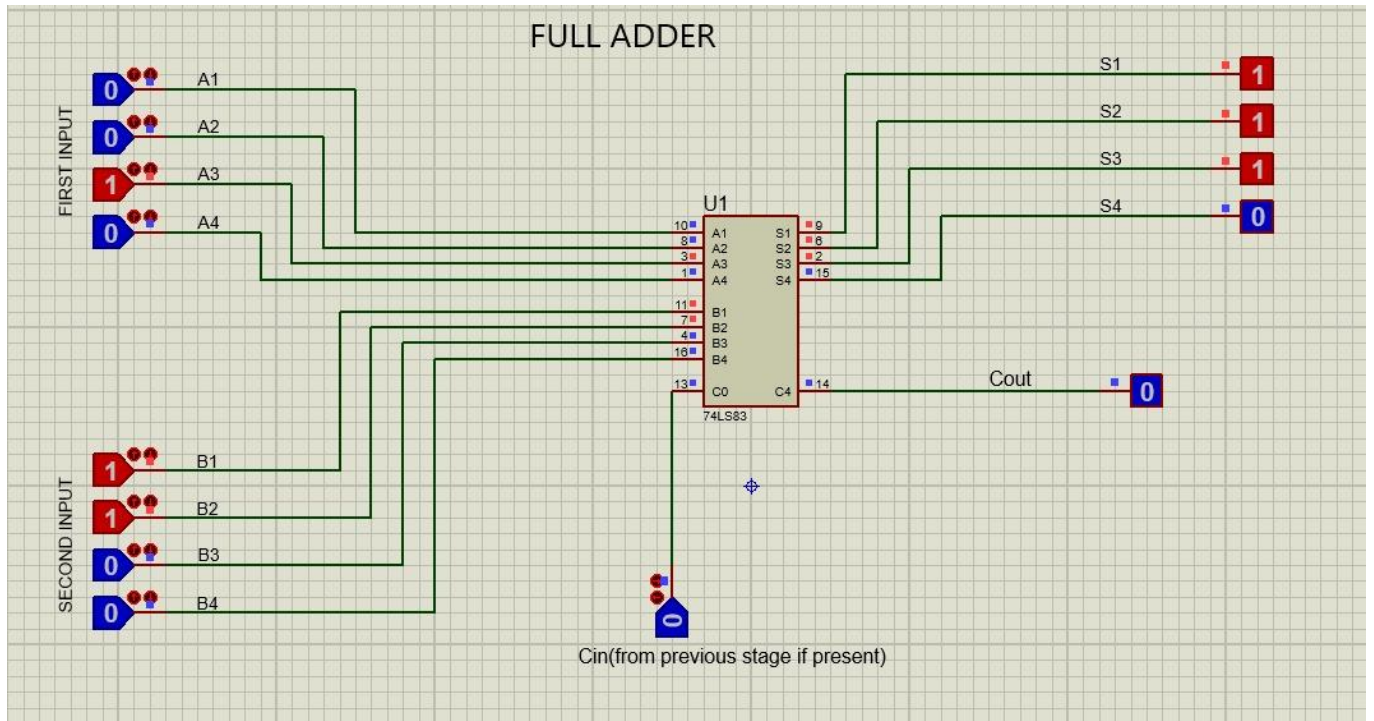 FULL ADDER
FIRST INPUT
0 A1
0 A2
1 A3
0 A4
S1 1
S2 1
S3 1
S4 0
U1
10 A1 S1 9
8 A2 S2 6
3 A3 S3 2
1 A4 S4 15
11 B1
7 B2
4 B3
16 B4
13 C0 C4 14
74LS83
Cout 0
SECOND INPUT
1 B1
1 B2
0 B3
0 B4
0
Cin(from previous stage if present)